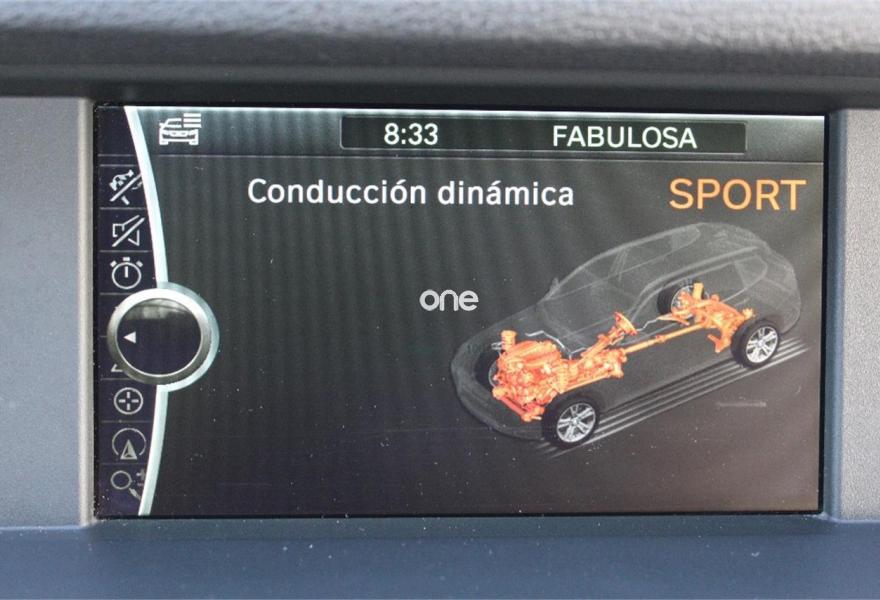 8:33 FABULOSA
Conducción dinámica SPORT
one